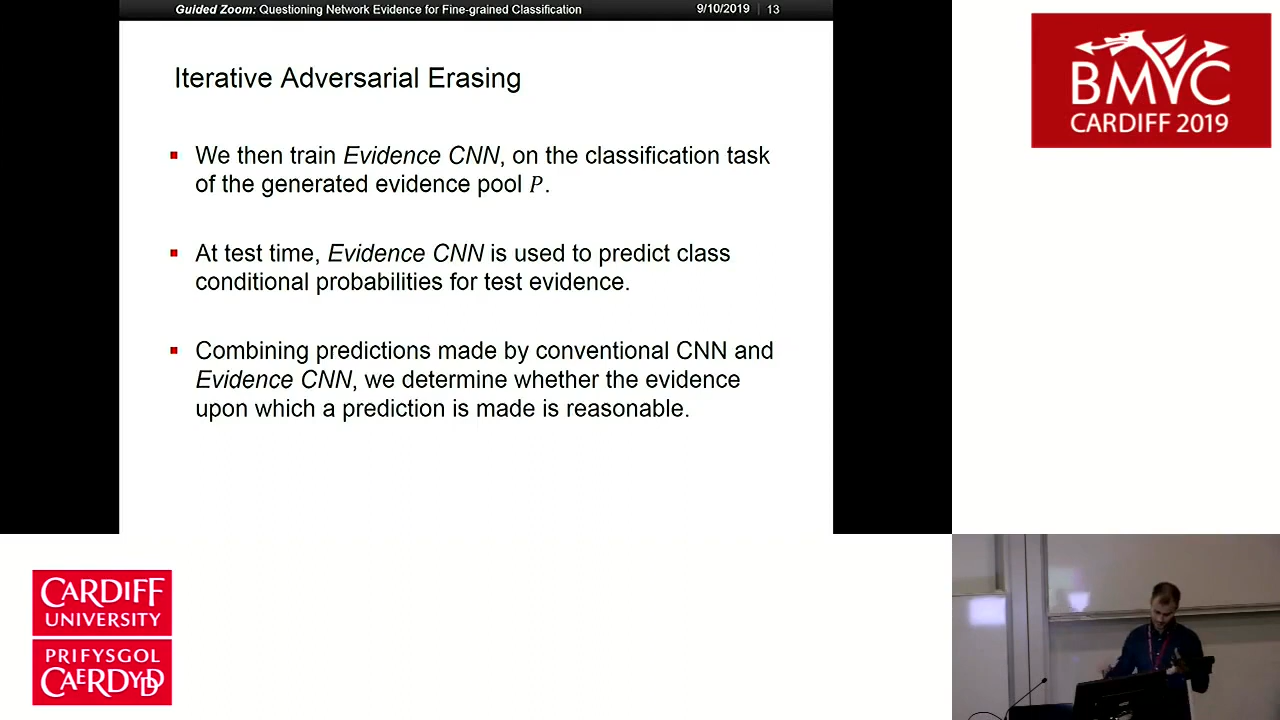 Guided Zoom: Questioning Network Evidence for Fine-grained Classification 9/10/2019 | 13
Iterative Adversarial Erasing
▪ We then train Evidence CNN, on the classification task
of the generated evidence pool P.
▪ At test time, Evidence CNN is used to predict class
conditional probabilities for test evidence.
▪ Combining predictions made by conventional CNN and
Evidence CNN, we determine whether the evidence
upon which a prediction is made is reasonable.
BMVC
CARDIFF 2019
CARDIFF
UNIVERSITY
PRIFYSGOL
CAERDYDD